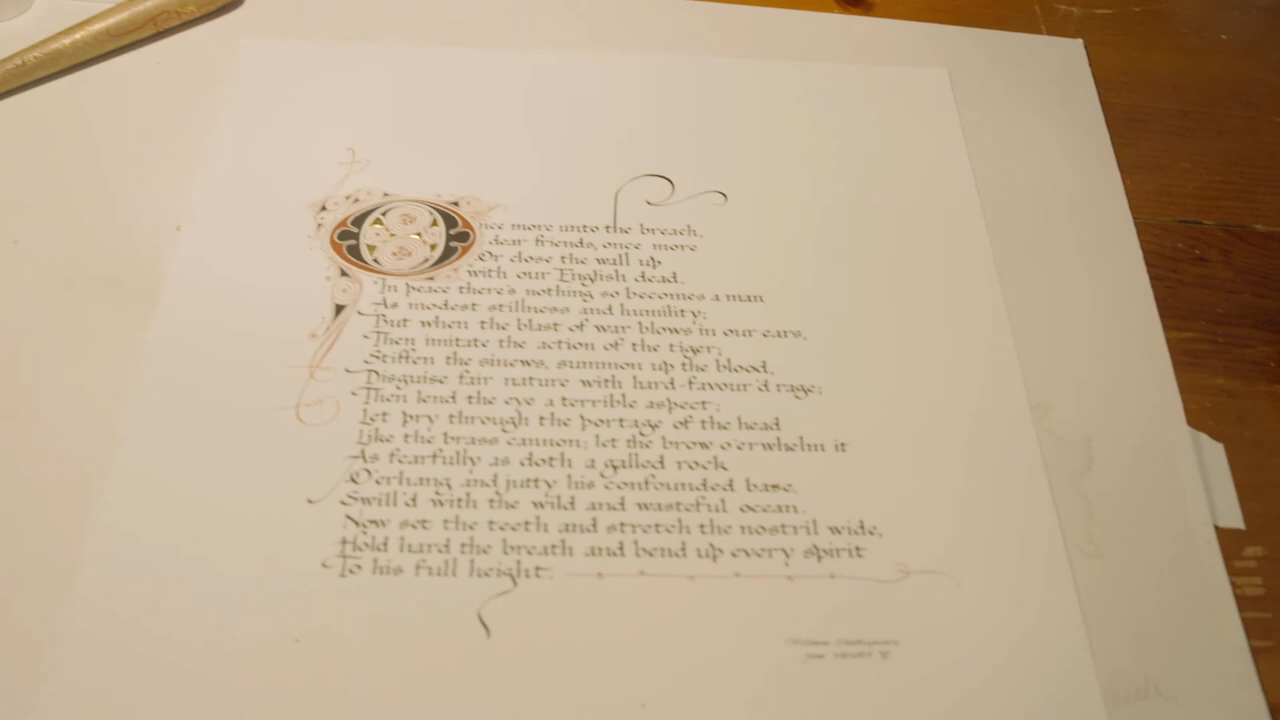 Once more unto the breach,
dear friends, once more
Or close the wall up
with our English dead.
In peace there's nothing so becomes a man
As modest stillness and humility;
But when the blast of war blows in our ears,
Then imitate the action of the tiger;
Stiffen the sinews, summon up the blood,
Disguise fair nature with hard-favour'd rage;
Then lend the eye a terrible aspect;
Let pry through the portage of the head
Like the brass cannon; let the brow o'erwhelm it
As fearfully as doth a galled rock
O'erhang and jutty his confounded base,
Swill'd with the wild and wasteful ocean.
Now set the teeth and stretch the nostril wide,
Hold hard the breath and bend up every spirit
To his full height.
William Shakespeare
HENRY V